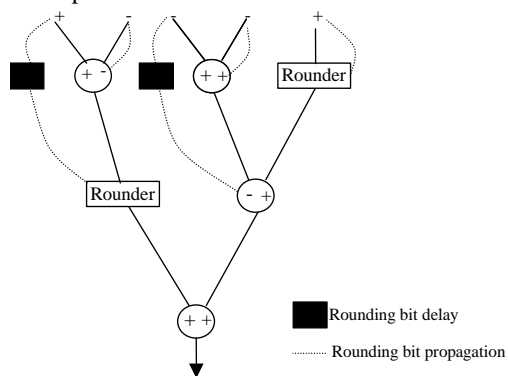 + - - - +
+ - + + Rounder
Rounder - +
+ +
Rounding bit delay
Rounding bit propagation